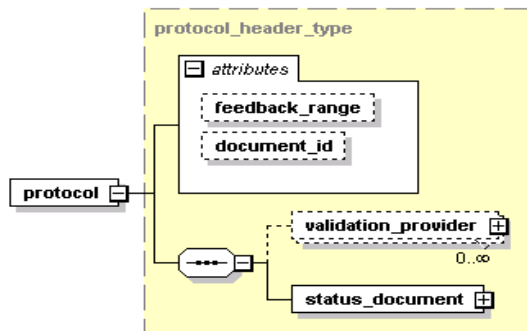 protocol_header_type
attributes
feedback_range
document_id
protocol
validation_provider
0..∞
status_document